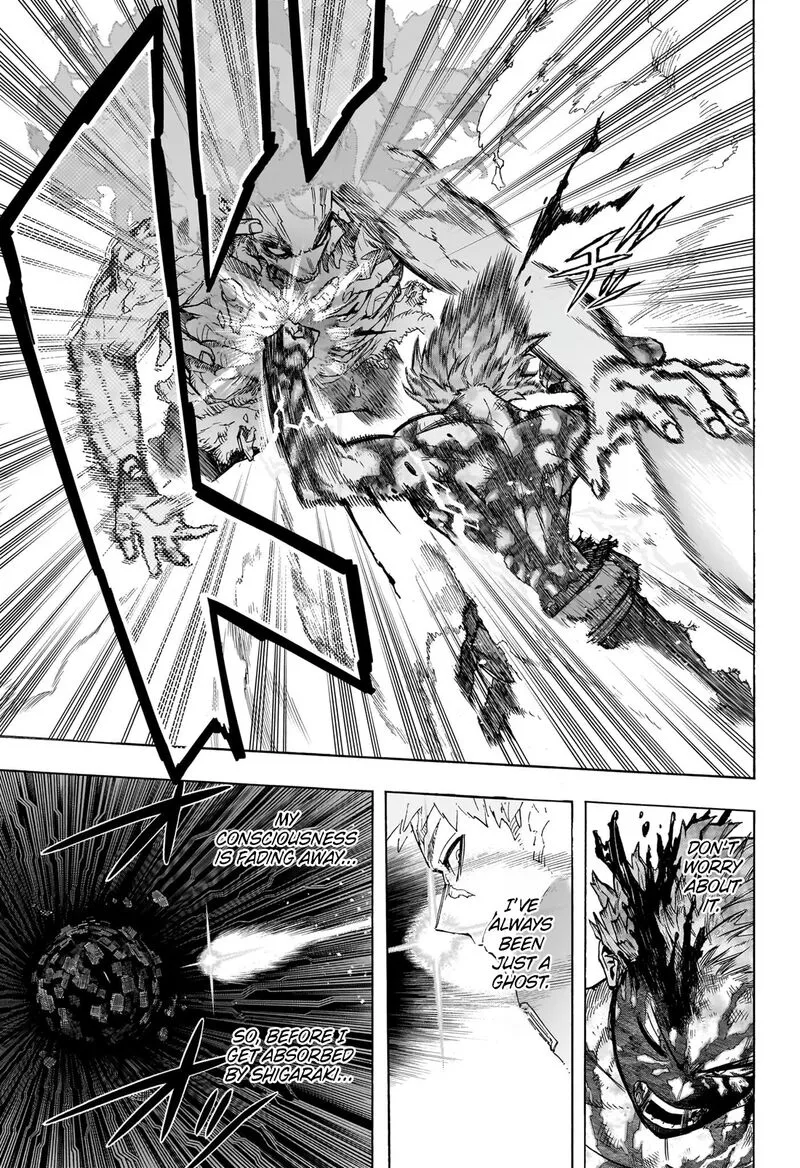 DON'T
WORRY
ABOUT
IT.
I'VE
ALWAYS
BEEN
JUST
A
GHOST.
MY
CONSCIOUSNESS
IS FADING AWAY...
SO, BEFORE I
GET ABSORBED
BY SHIGARAKI...